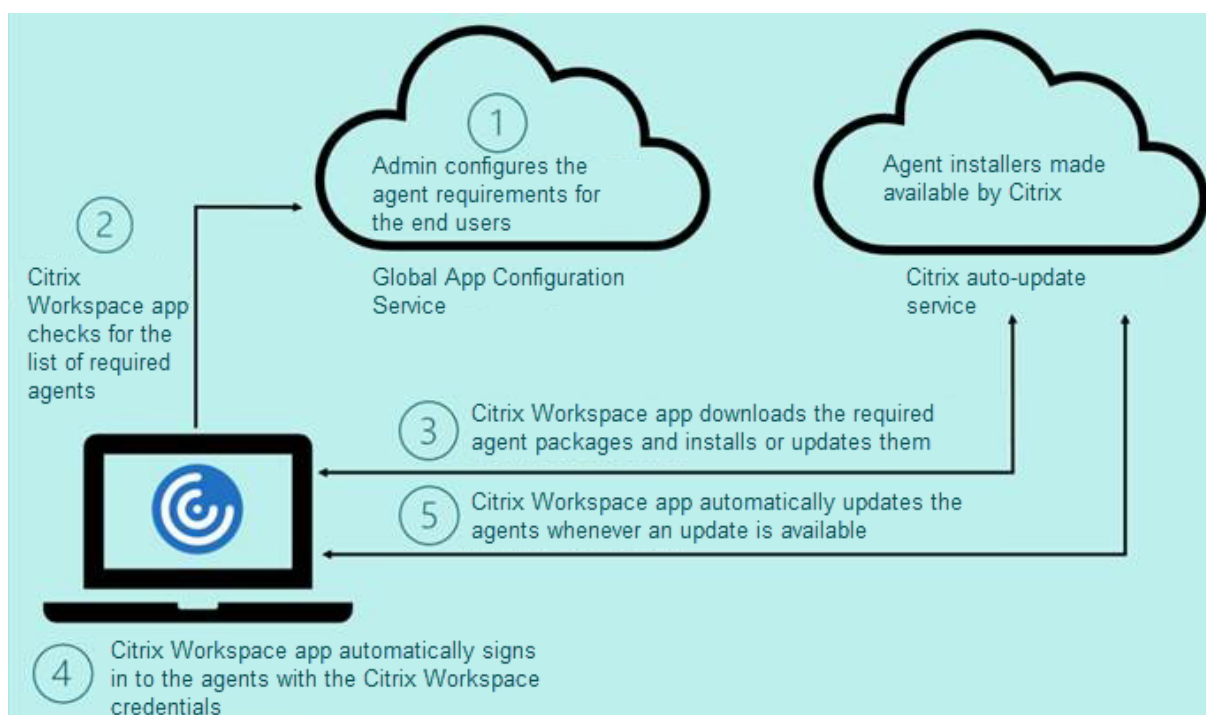 1
Admin configures the
agent requirements for
the end users
Global App Configuration
Service
Agent installers made
available by Citrix
Citrix auto-update
service
2
Citrix
Workspace app
checks for the
list of required
agents
3
Citrix Workspace app downloads the required
agent packages and installs or updates them
5
Citrix Workspace app automatically updates the
agents whenever an update is available
4
Citrix Workspace app automatically signs
in to the agents with the Citrix Workspace
credentials